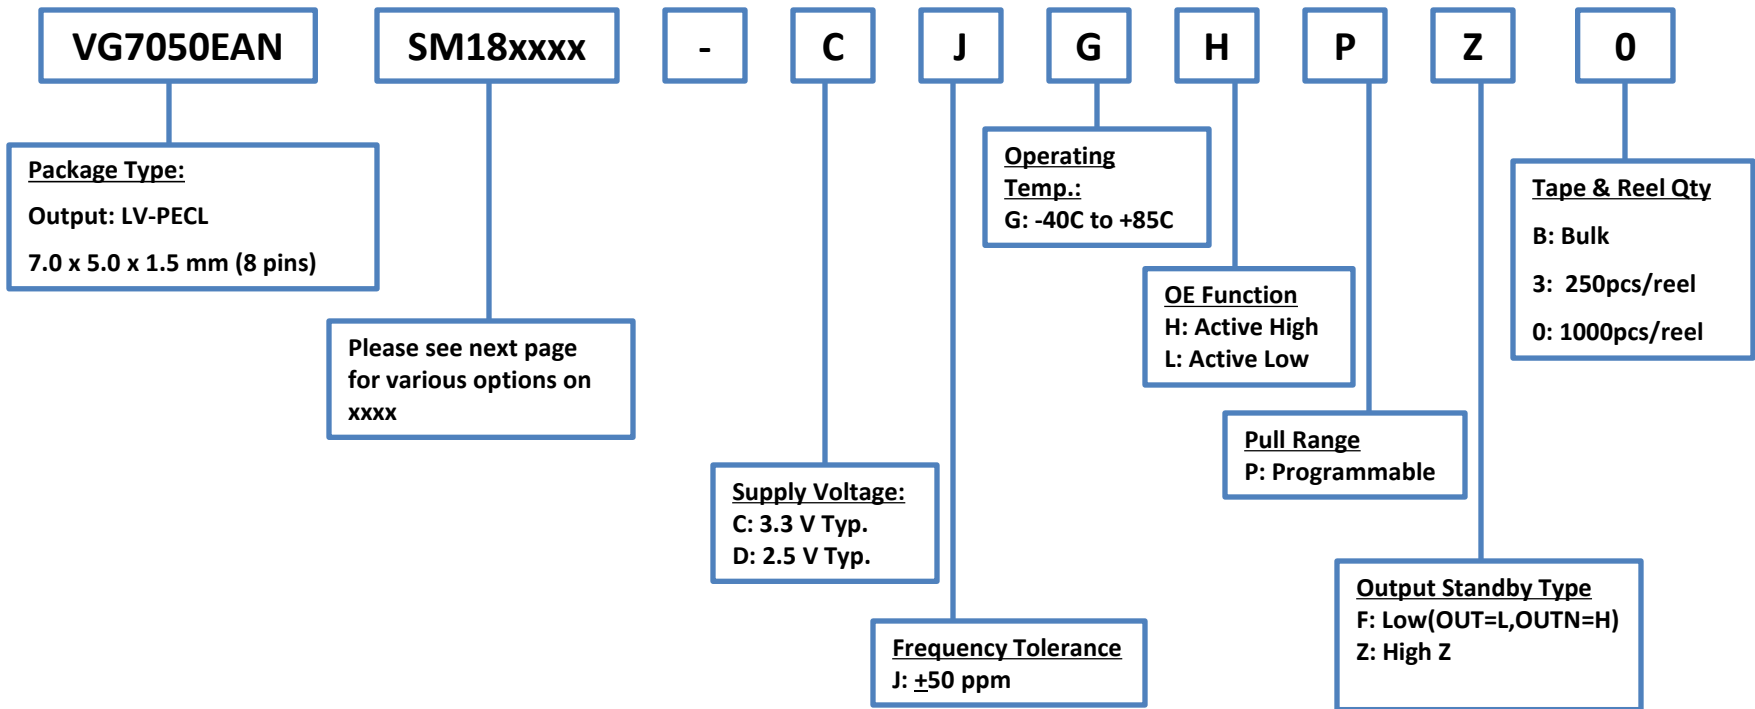 VG7050EAN SM18xxxx - C J G H P Z 0
Package Type:
Output: LV-PECL
7.0 x 5.0 x 1.5 mm (8 pins)
Please see next page
for various options on
xxxx
Supply Voltage:
C: 3.3 V Typ.
D: 2.5 V Typ.
Frequency Tolerance
J: ±50 ppm
Operating
Temp.:
G: -40C to +85C
OE Function
H: Active High
L: Active Low
Pull Range
P: Programmable
Output Standby Type
F: Low(OUT=L,OUTN=H)
Z: High Z
Tape & Reel Qty
B: Bulk
3: 250pcs/reel
0: 1000pcs/reel